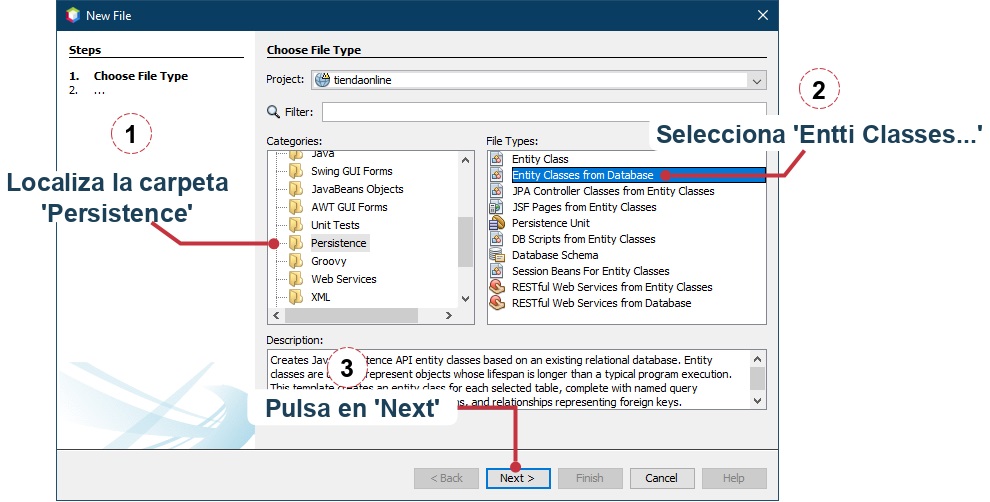 New File
Steps
1. Choose File Type
2. ...
Choose File Type
Project: tiendaonline
Filter:
1
Localiza la carpeta
'Persistence'
2
Selecciona 'Entti Classes...'
Categories:
Java
Swing GUI Forms
JavaBeans Objects
AWT GUI Forms
Unit Tests
Persistence
Groovy
Web Services
XML
File Types:
Entity Class
Entity Classes from Database
JPA Controller Classes from Entity Classes
JSF Pages from Entity Classes
Persistence Unit
DB Scripts from Entity Classes
Database Schema
Session Beans For Entity Classes
RESTful Web Services from Entity Classes
RESTful Web Services from Database
Description:
Creates Java tence API entity classes based on an existing relational database. Entity
classes are represent objects whose lifespan is longer than a typical program execution.
This template creates an entity class for each selected table, complete with named query
and relationships representing foreign keys.
3
Pulsa en 'Next'
< Back
Next >
Finish
Cancel
Help